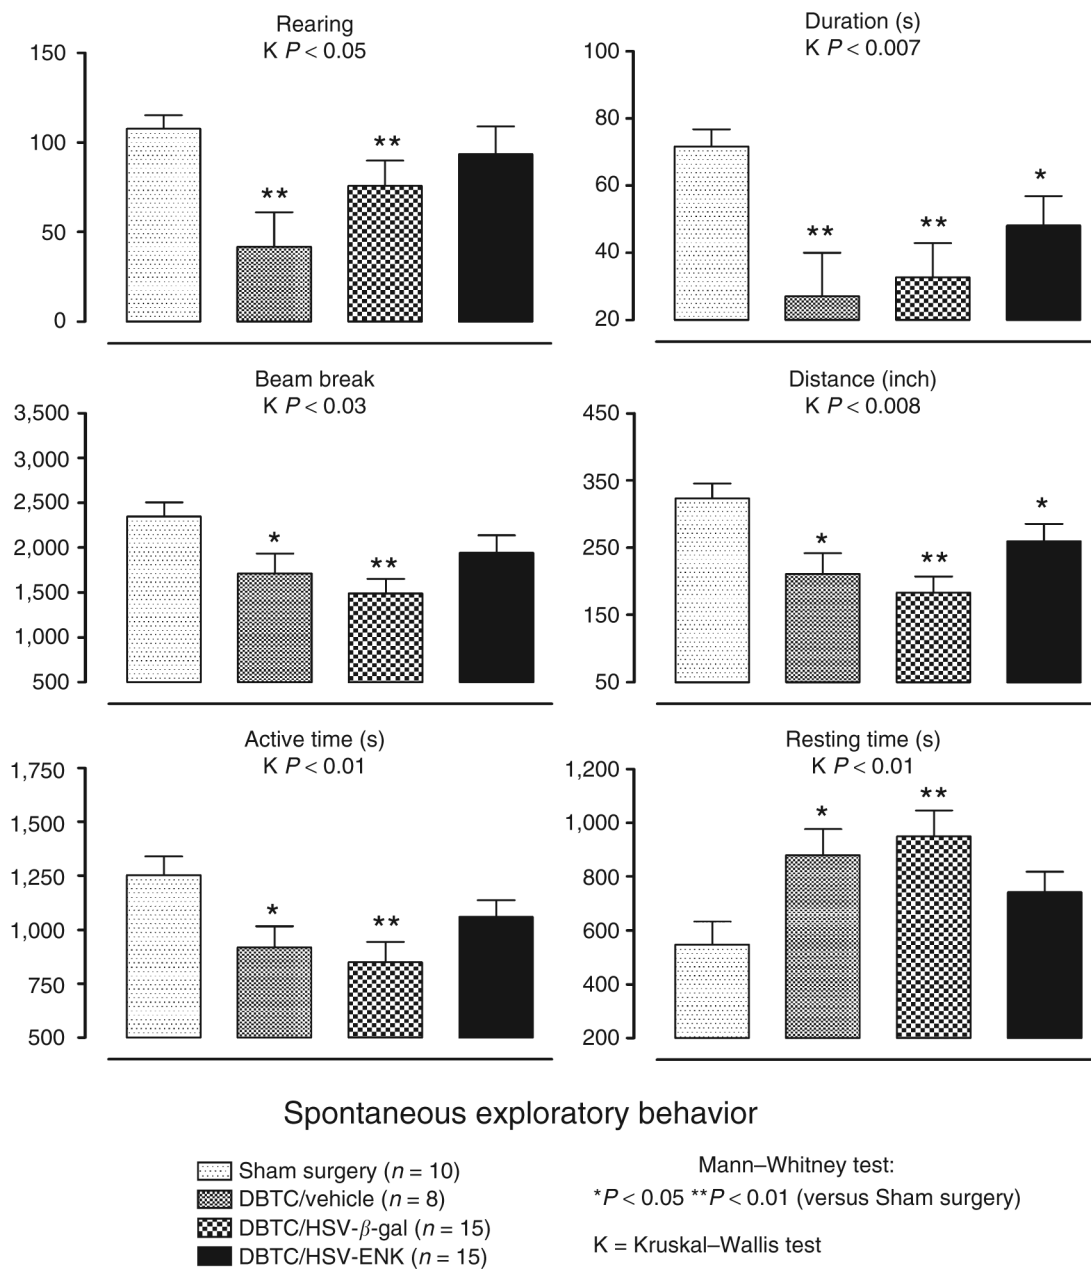 Rearing
K P < 0.05
150
100
50
0
**
**
Duration (s)
K P < 0.007
100
80
60
40
20
**
**
*
Beam break
K P < 0.03
3,500
3,000
2,500
2,000
1,500
1,000
500
*
**
Distance (inch)
K P < 0.008
450
350
250
150
50
*
**
*
Active time (s)
K P < 0.01
1,750
1,500
1,250
1,000
750
500
*
**
Resting time (s)
K P < 0.01
1,200
1,000
800
600
400
200
*
**
Spontaneous exploratory behavior
Sham surgery (n = 10)
DBTC/vehicle (n = 8)
DBTC/HSV-β-gal (n = 15)
DBTC/HSV-ENK (n = 15)
Mann–Whitney test:
*P < 0.05 **P < 0.01 (versus Sham surgery)
K = Kruskal–Wallis test